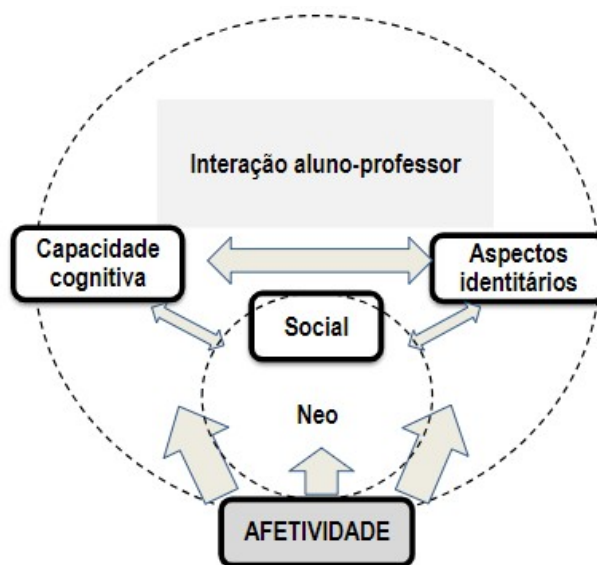 Interação aluno-professor
Capacidade
cognitiva
Aspectos
identitários
Social
Neo
AFETIVIDADE